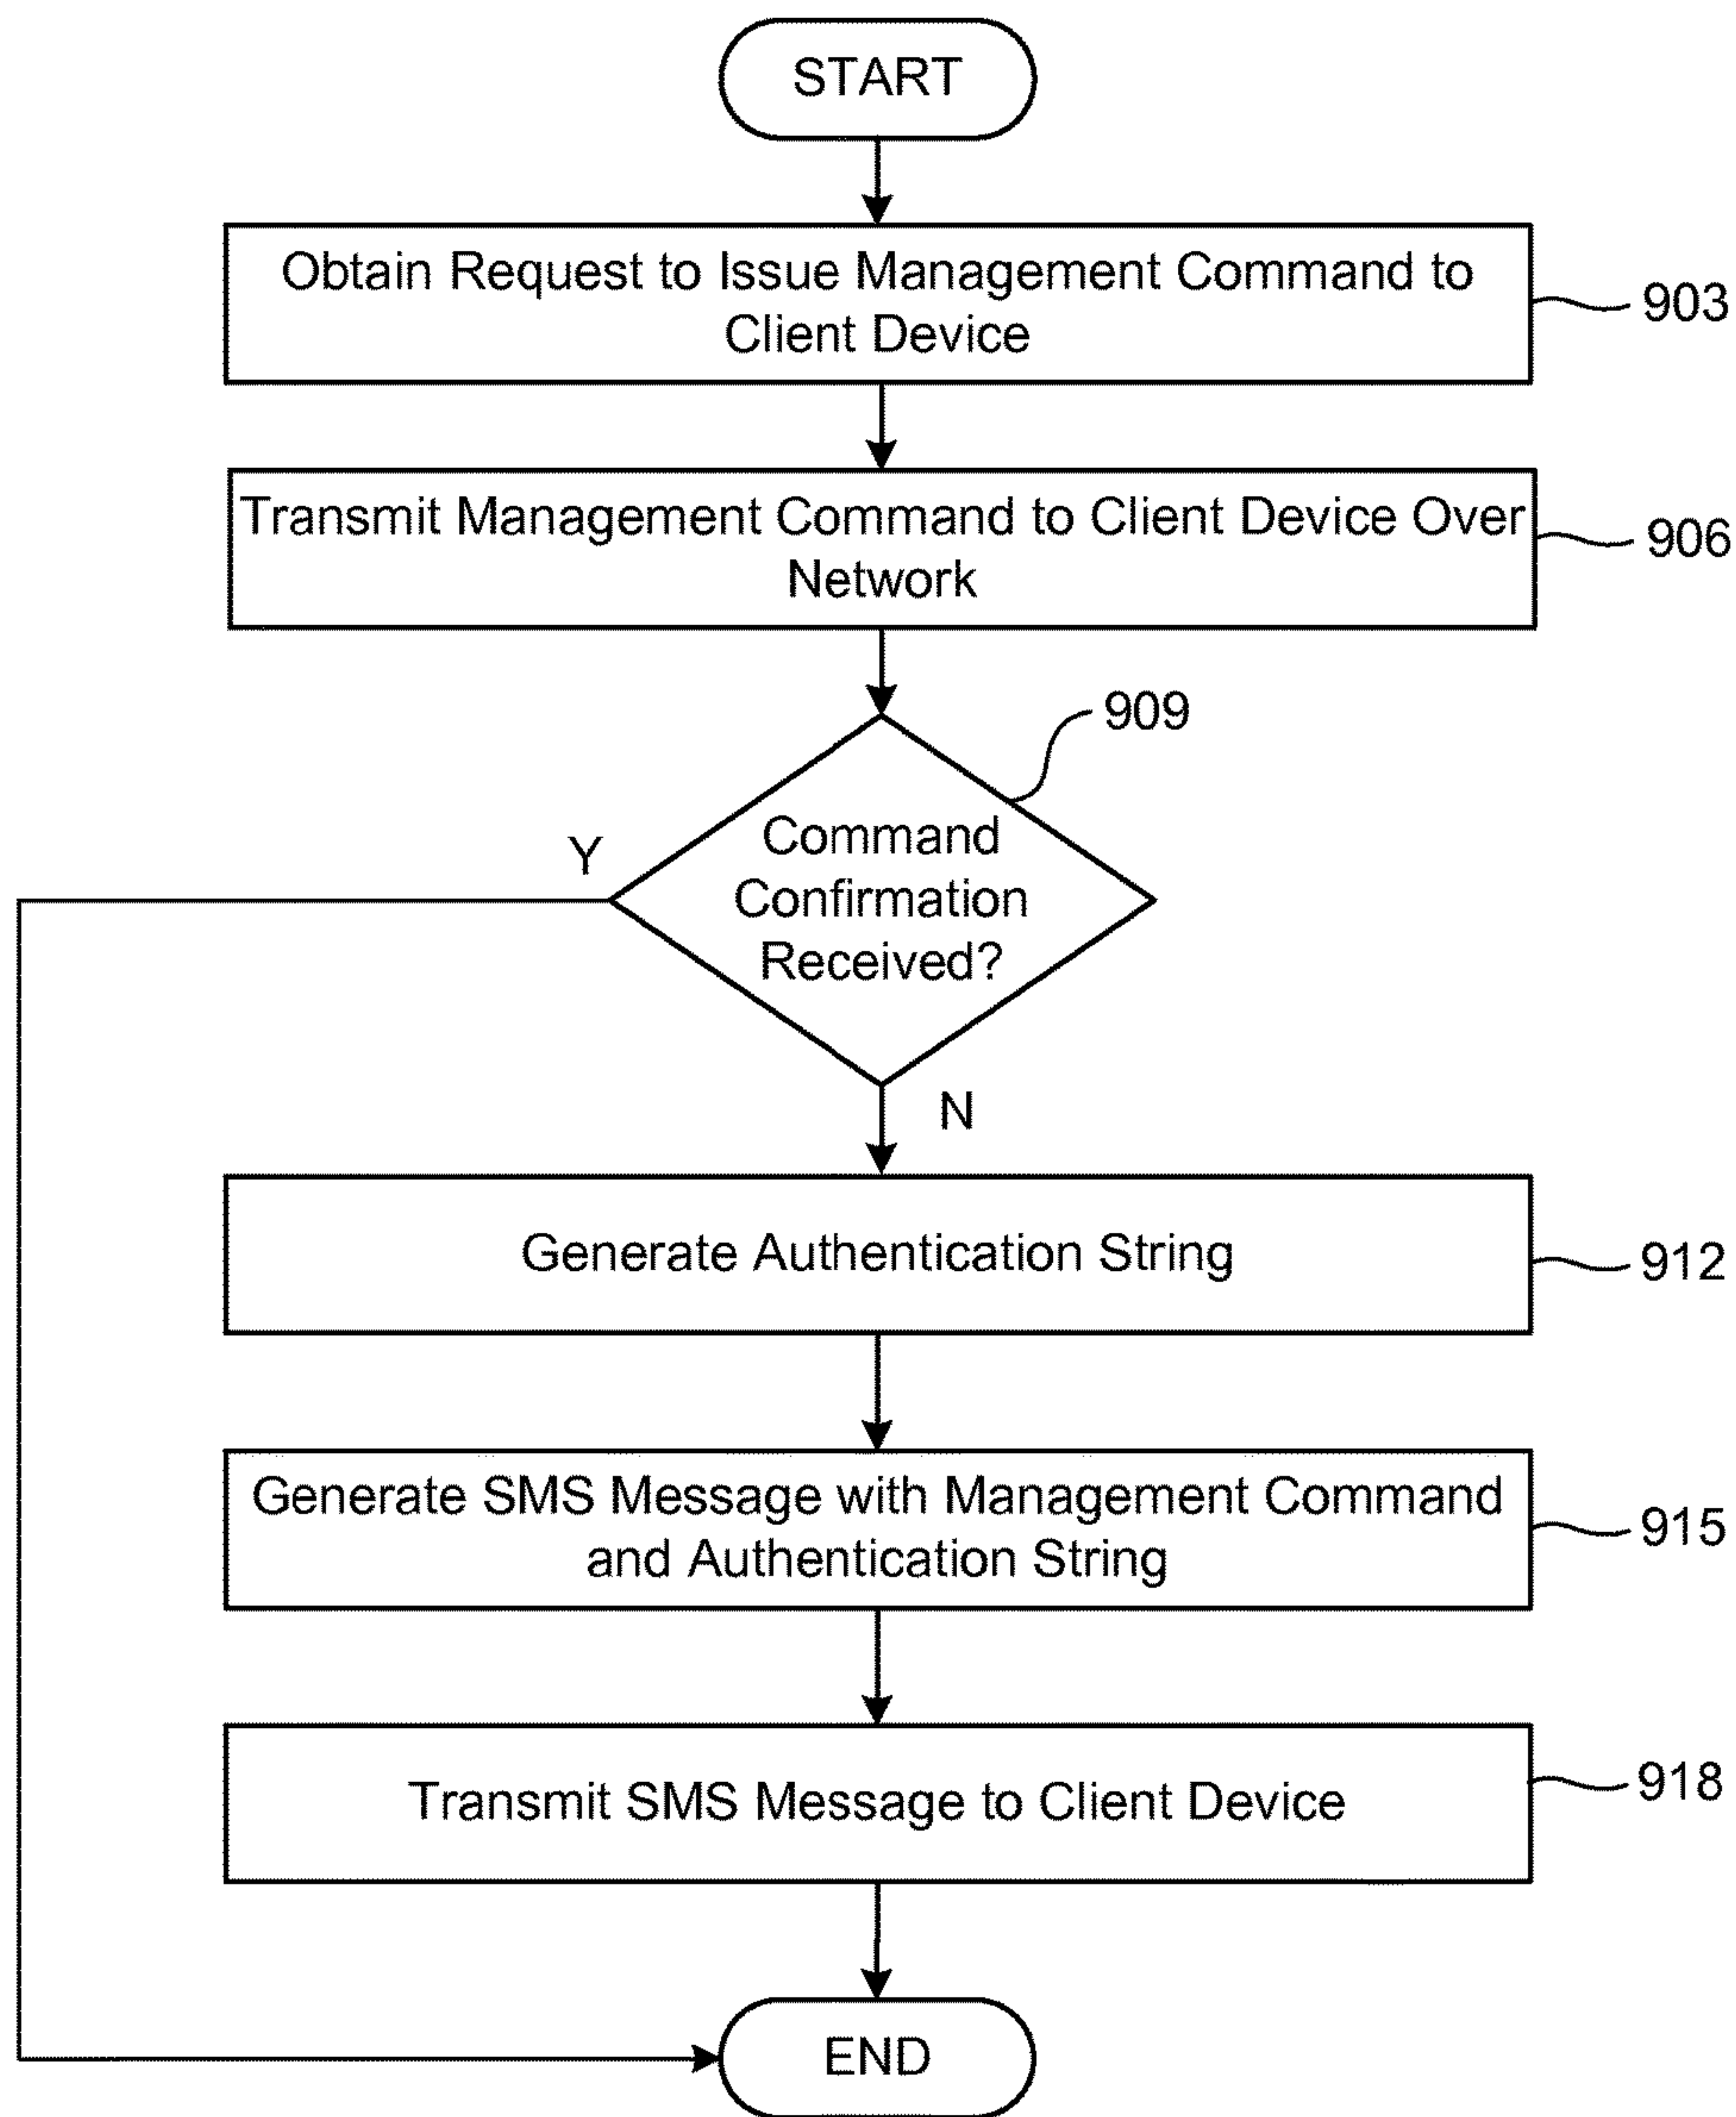 START
Obtain Request to Issue Management Command to
Client Device
903
Transmit Management Command to Client Device Over
Network
906
909
Command
Confirmation
Received?
Y
N
Generate Authentication String
912
Generate SMS Message with Management Command
and Authentication String
915
Transmit SMS Message to Client Device
918
END